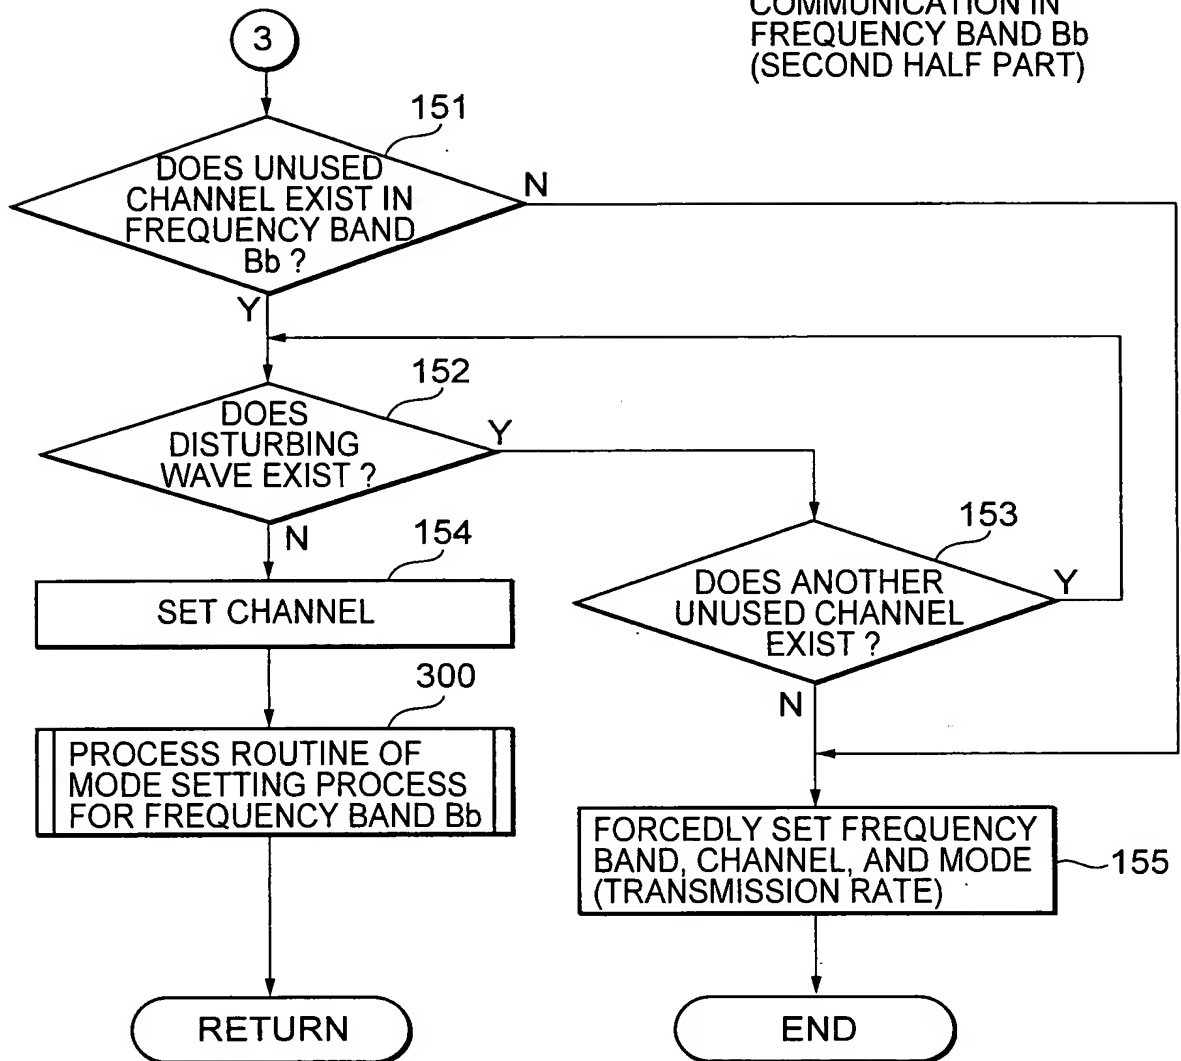 COMMUNICATION IN
FREQUENCY BAND Bb
(SECOND HALF PART)
3
151
DOES UNUSED
CHANNEL EXIST IN
FREQUENCY BAND
Bb ?
N
Y
152
DOES
DISTURBING
WAVE EXIST ?
Y
N
153
DOES ANOTHER
UNUSED CHANNEL
EXIST ?
Y
N
154
SET CHANNEL
300
PROCESS ROUTINE OF
MODE SETTING PROCESS
FOR FREQUENCY BAND Bb
FORCEDLY SET FREQUENCY
BAND, CHANNEL, AND MODE
(TRANSMISSION RATE)
155
RETURN
END